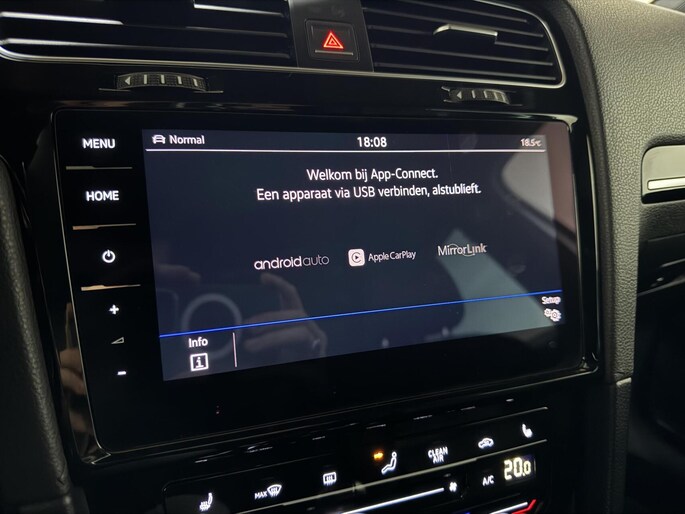 MENU
HOME
Normal 18:08 18.5°C
Welkom bij App-Connect.
Een apparaat via USB verbinden, alstublieft.
androidauto Apple CarPlay MirrorLink
Setup
Info
i
+
-
MAX
CLEAN
AIR
A/C 20.0